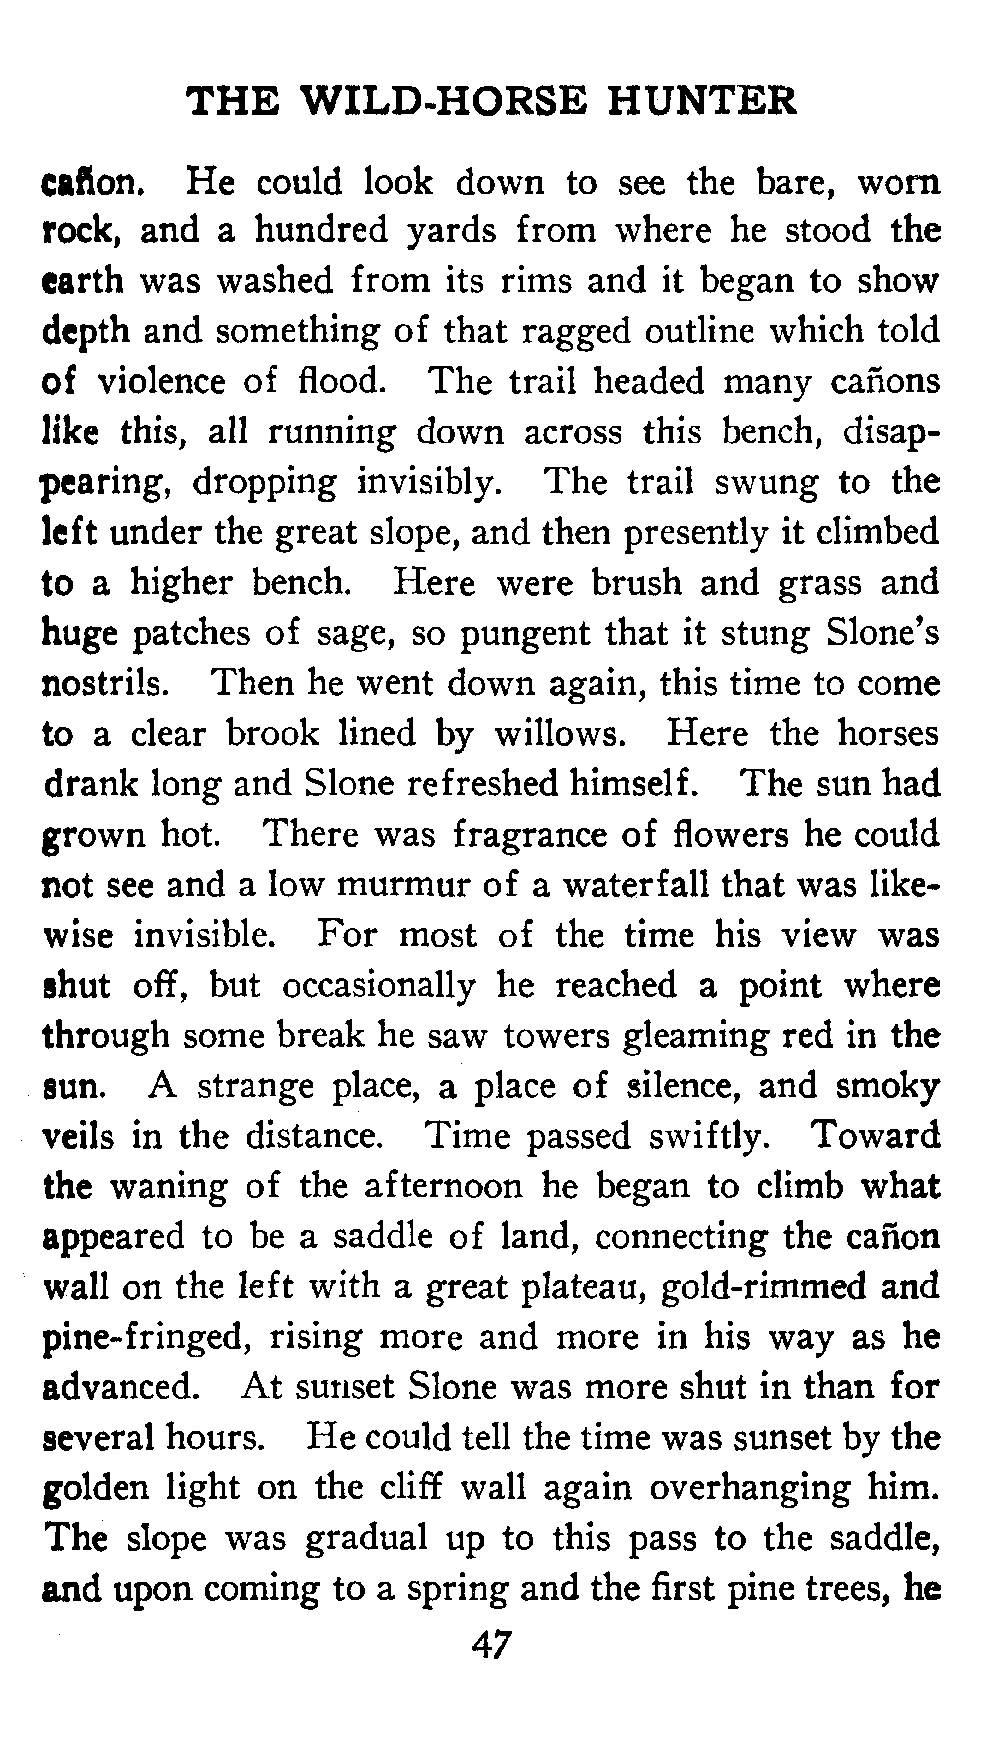 THE WILD-HORSE HUNTER
cañon. He could look down to see the bare, worn
rock, and a hundred yards from where he stood the
earth was washed from its rims and it began to show
depth and something of that ragged outline which told
of violence of flood. The trail headed many cañons
like this, all running down across this bench, disap-
pearing, dropping invisibly. The trail swung to the
left under the great slope, and then presently it climbed
to a higher bench. Here were brush and grass and
huge patches of sage, so pungent that it stung Slone's
nostrils. Then he went down again, this time to come
to a clear brook lined by willows. Here the horses
drank long and Slone refreshed himself. The sun had
grown hot. There was fragrance of flowers he could
not see and a low murmur of a waterfall that was like-
wise invisible. For most of the time his view was
shut off, but occasionally he reached a point where
through some break he saw towers gleaming red in the
sun. A strange place, a place of silence, and smoky
veils in the distance. Time passed swiftly. Toward
the waning of the afternoon he began to climb what
appeared to be a saddle of land, connecting the cañon
wall on the left with a great plateau, gold-rimmed and
pine-fringed, rising more and more in his way as he
advanced. At sunset Slone was more shut in than for
several hours. He could tell the time was sunset by the
golden light on the cliff wall again overhanging him.
The slope was gradual up to this pass to the saddle,
and upon coming to a spring and the first pine trees, he
47